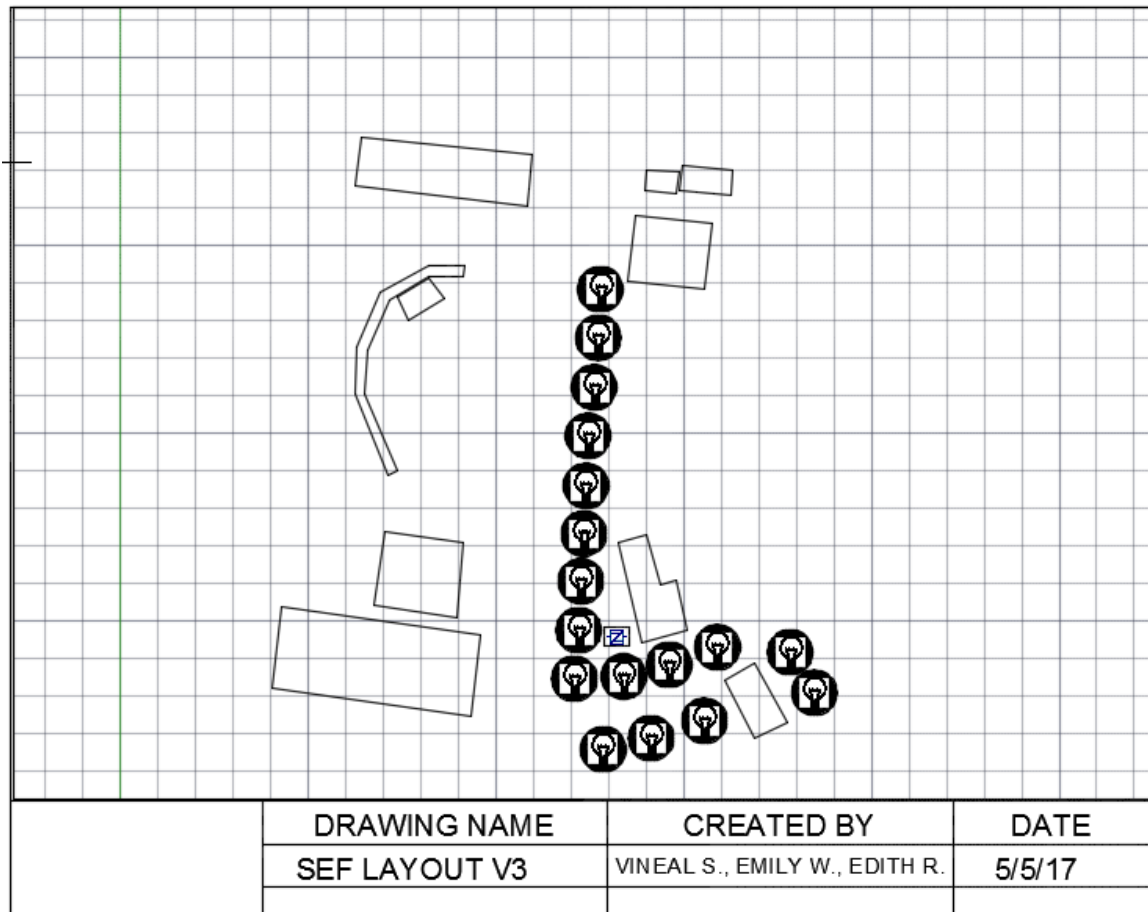 DRAWING NAME CREATED BY DATE
SEF LAYOUT V3 VINEAL S., EMILY W., EDITH R. 5/5/17
Z